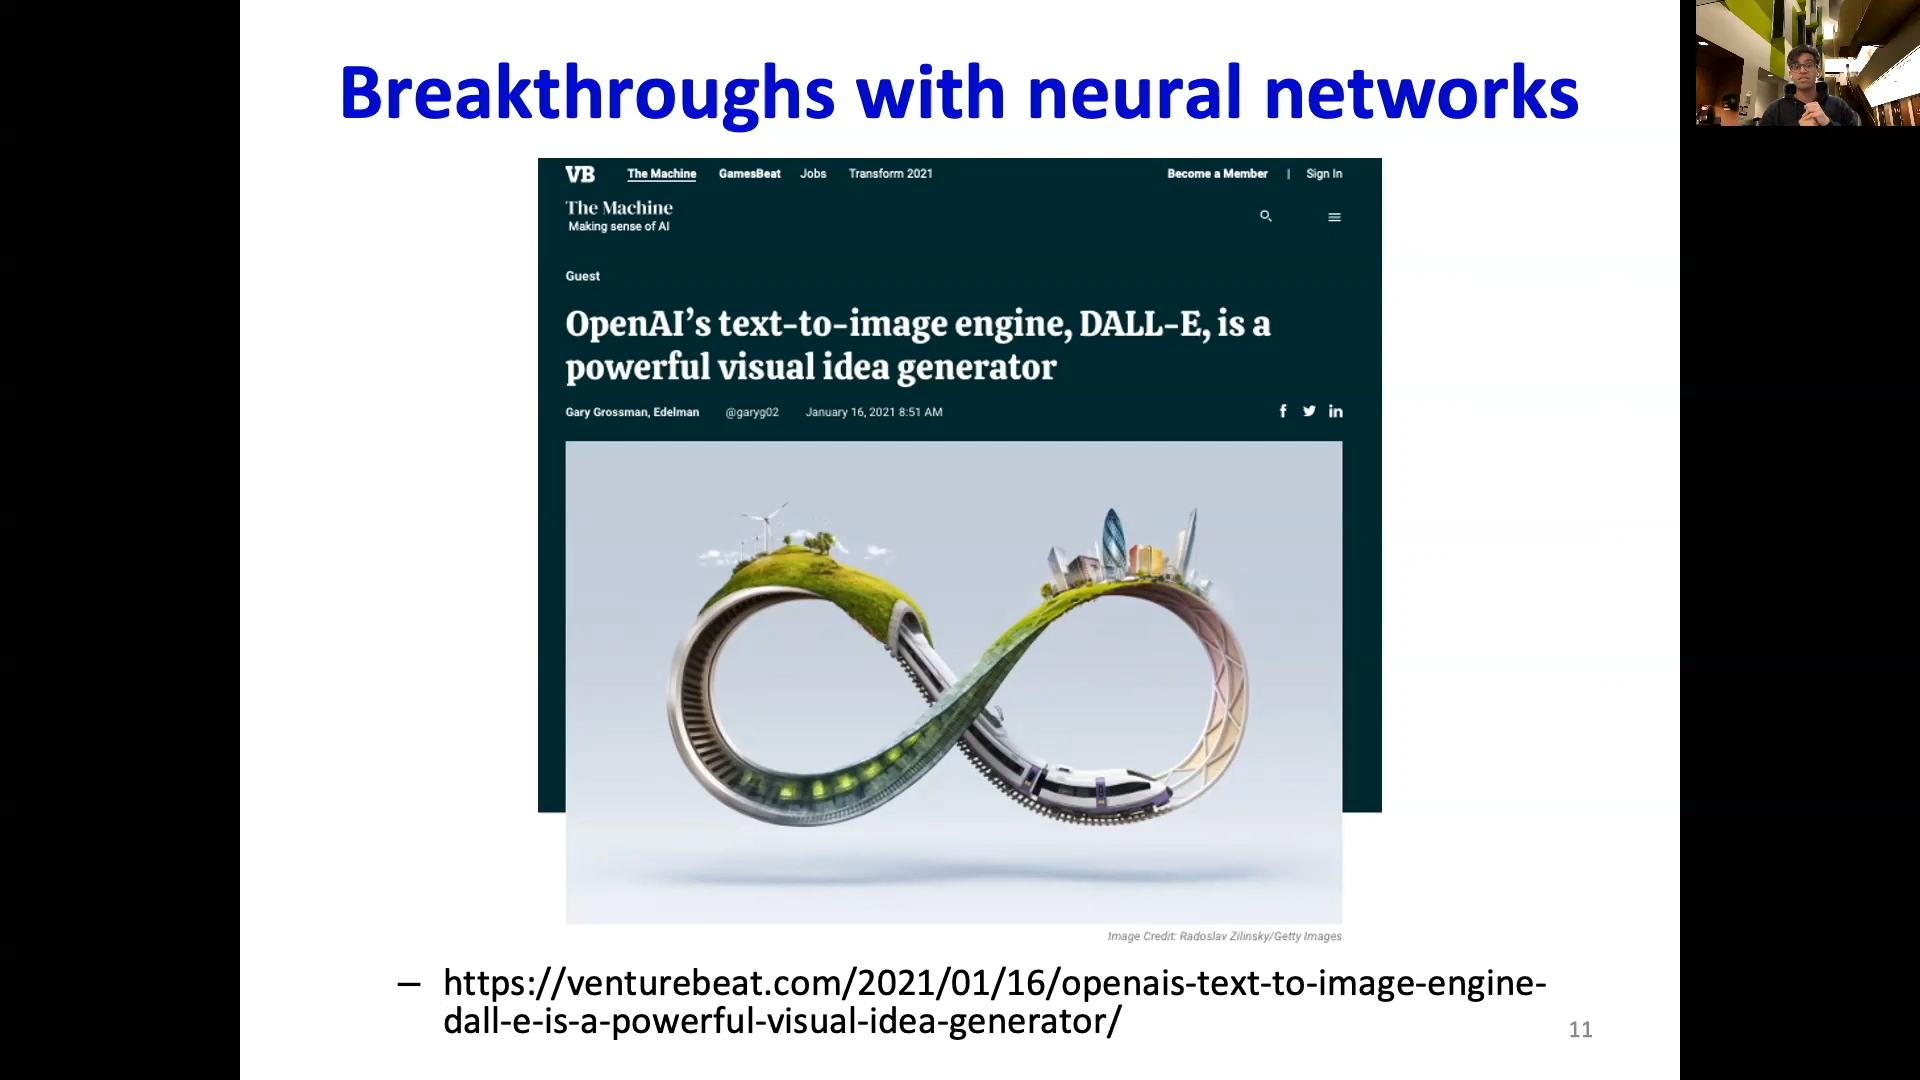 Breakthroughs with neural networks
VB The Machine GamesBeat Jobs Transform 2021 Become a Member | Sign In
The Machine
Making sense of AI
Guest
OpenAI’s text-to-image engine, DALL-E, is a
powerful visual idea generator
Gary Grossman, Edelman @garyg02 January 16, 2021 8:51 AM
Image Credit: Radoslav Zilinsky/Getty Images
– https://venturebeat.com/2021/01/16/openais-text-to-image-engine-
dall-e-is-a-powerful-visual-idea-generator/
11